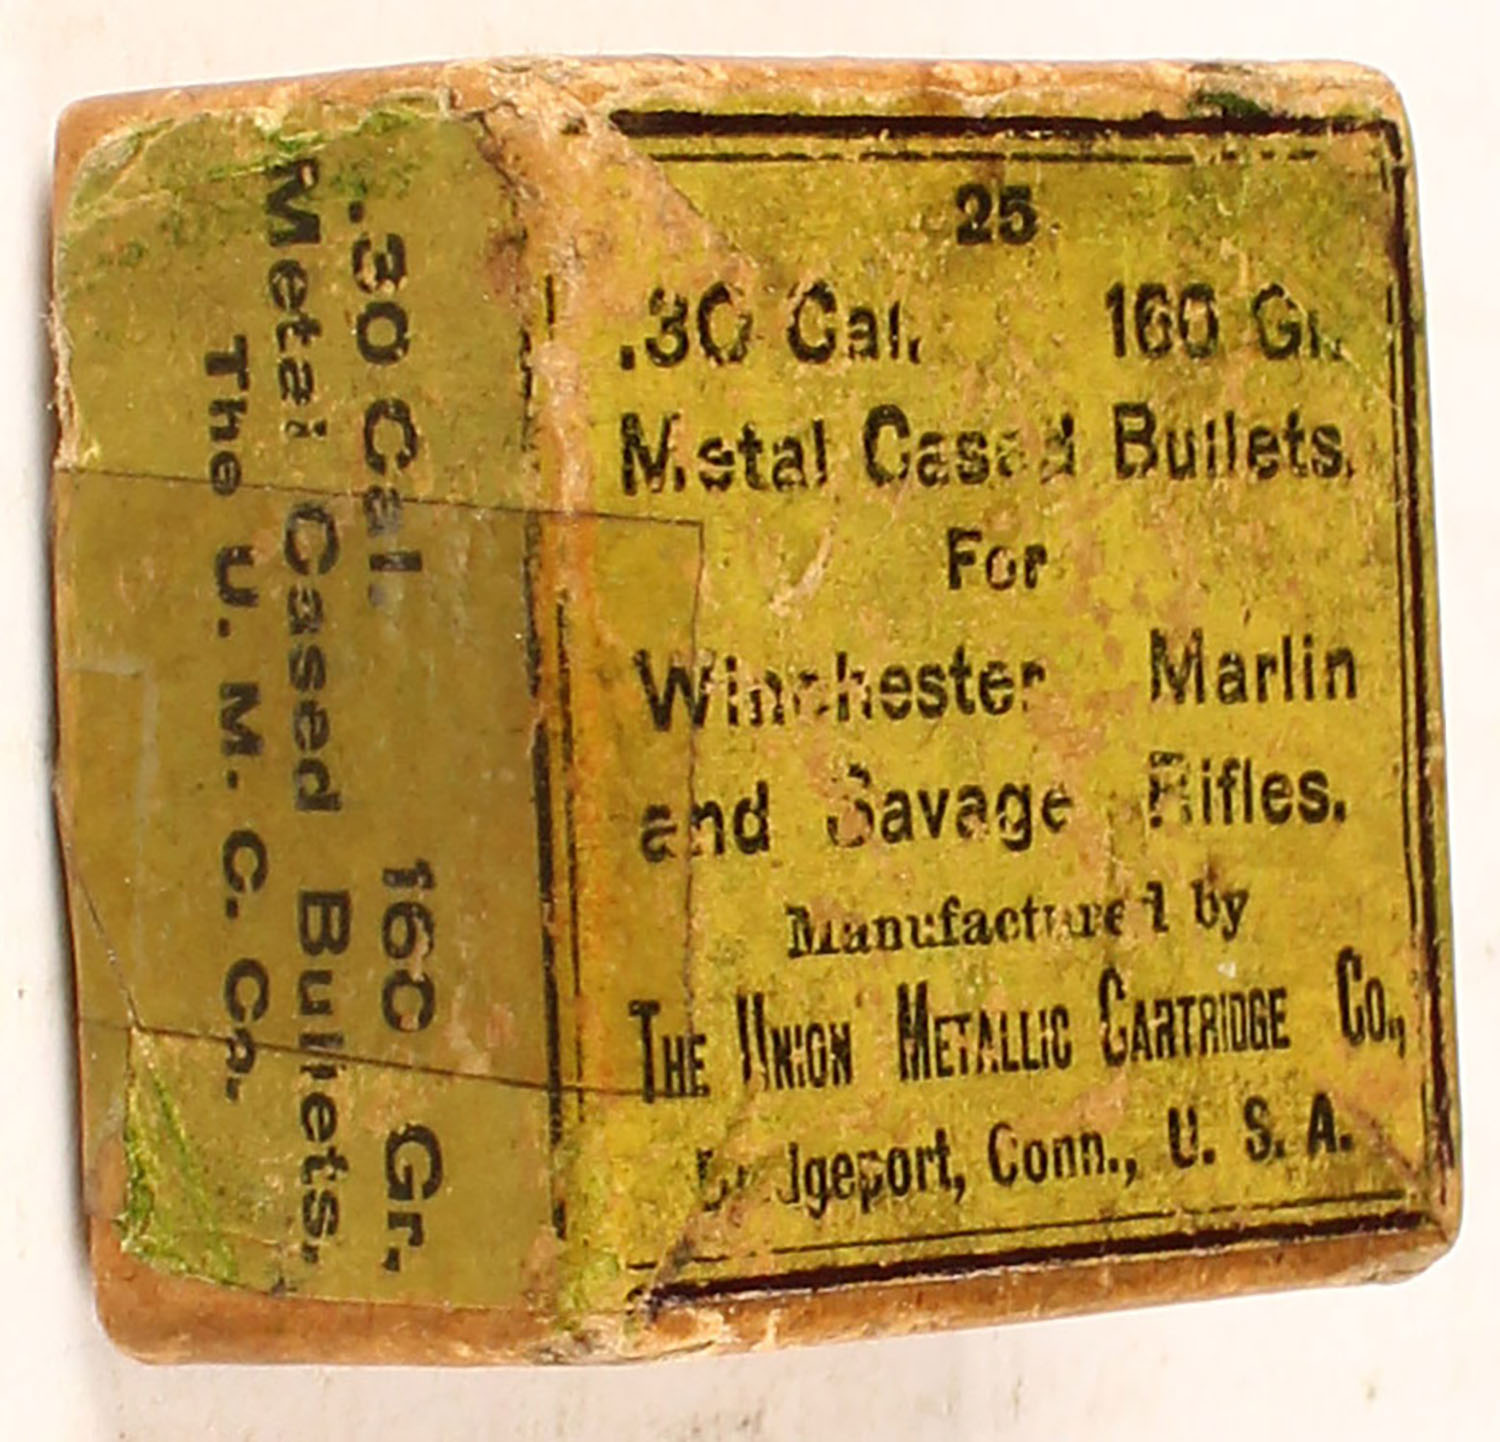 25
.30 Cal. 160 Gr.
Metal Cased Bullets.
For
Winchester Marlin
and Savage Rifles.
Manufactured by
THE UNION METALLIC CARTRIDGE CO.,
Bridgeport, Conn., U. S. A.
.30 Cal. 160 Gr.
Metal Cased Bullets.
The U. M. C. Co.